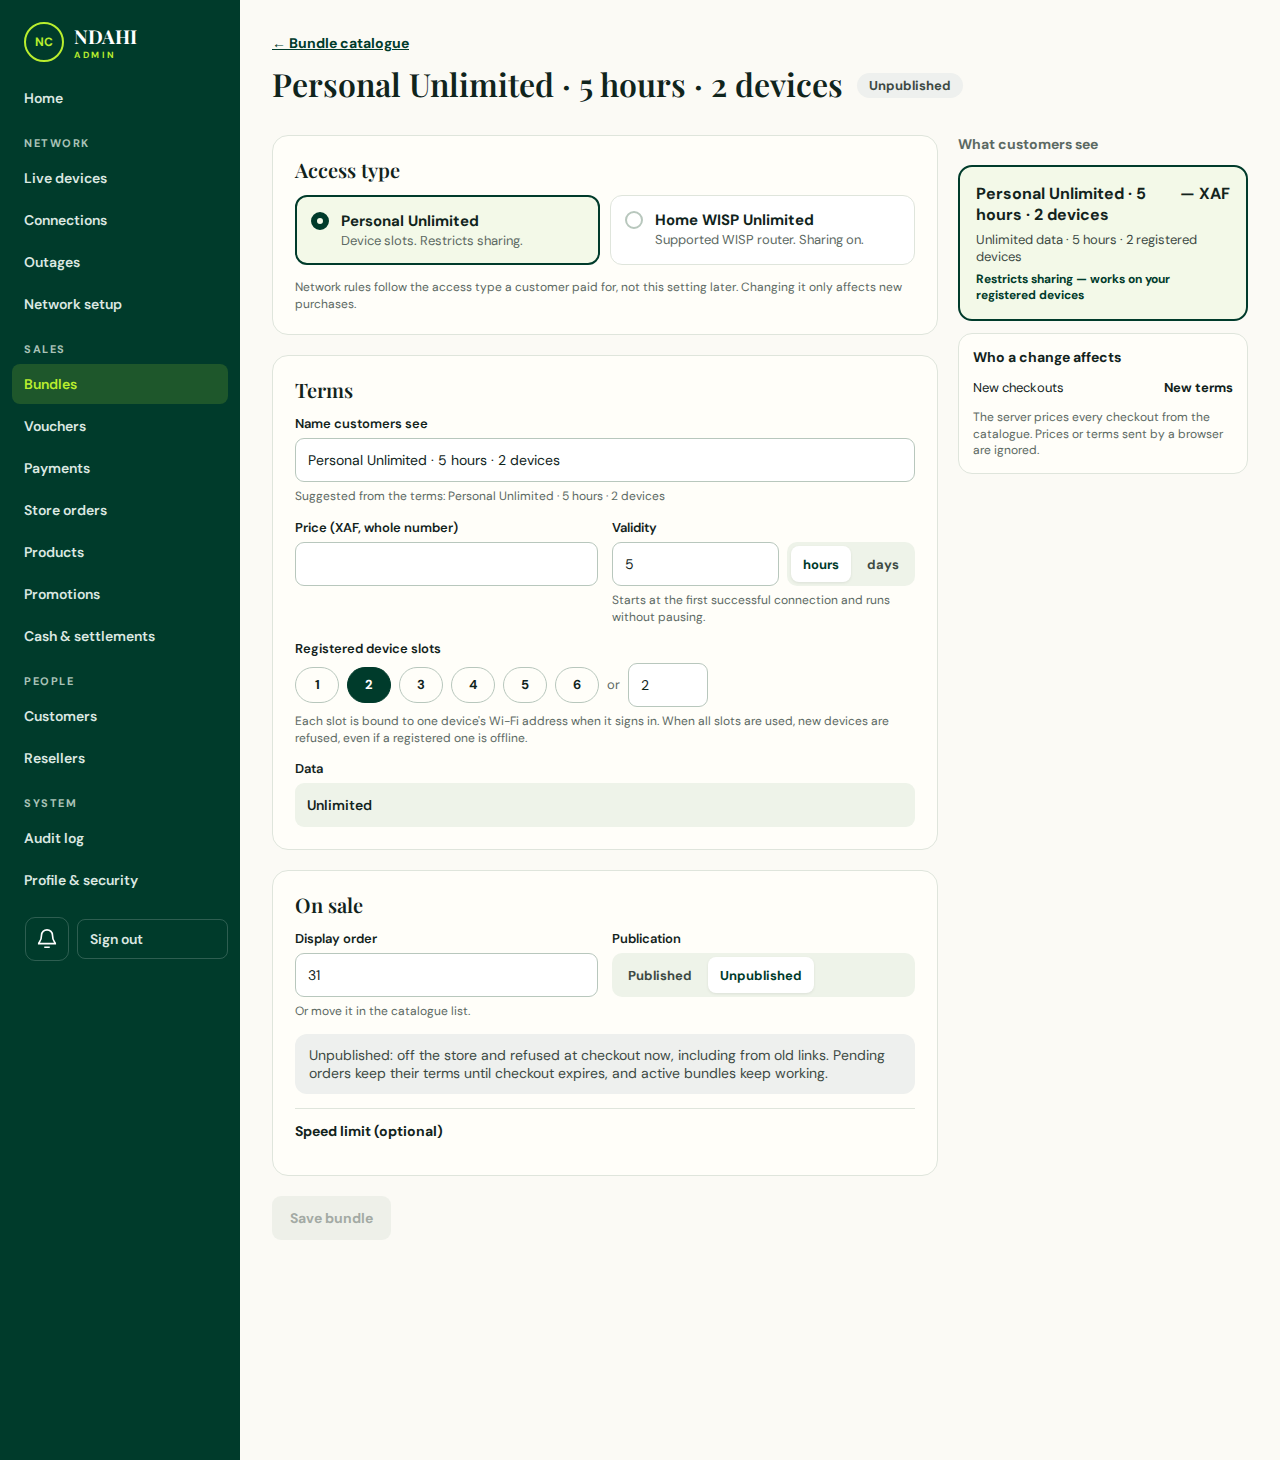 NC
NDAHI
ADMIN
Home
NETWORK
Live devices
Connections
Outages
Network setup
SALES
Bundles
Vouchers
Payments
Store orders
Products
Promotions
Cash & settlements
PEOPLE
Customers
Resellers
SYSTEM
Audit log
Profile & security
Sign out
← Bundle catalogue
Personal Unlimited · 5 hours · 2 devices
Unpublished
Access type
Personal Unlimited
Device slots. Restricts sharing.
Home WISP Unlimited
Supported WISP router. Sharing on.
Network rules follow the access type a customer paid for, not this setting later. Changing it only affects new
purchases.
Terms
Name customers see
Personal Unlimited · 5 hours · 2 devices
Suggested from the terms: Personal Unlimited · 5 hours · 2 devices
Price (XAF, whole number)
Validity
5
hours
days
Starts at the first successful connection and runs
without pausing.
Registered device slots
1 2 3 4 5 6 or 2
Each slot is bound to one device's Wi-Fi address when it signs in. When all slots are used, new devices are
refused, even if a registered one is offline.
Data
Unlimited
On sale
Display order
31
Or move it in the catalogue list.
Publication
Published
Unpublished
Unpublished: off the store and refused at checkout now, including from old links. Pending
orders keep their terms until checkout expires, and active bundles keep working.
Speed limit (optional)
Save bundle
What customers see
Personal Unlimited · 5 — XAF
hours · 2 devices
Unlimited data · 5 hours · 2 registered
devices
Restricts sharing — works on your
registered devices
Who a change affects
New checkouts New terms
The server prices every checkout from the
catalogue. Prices or terms sent by a browser
are ignored.